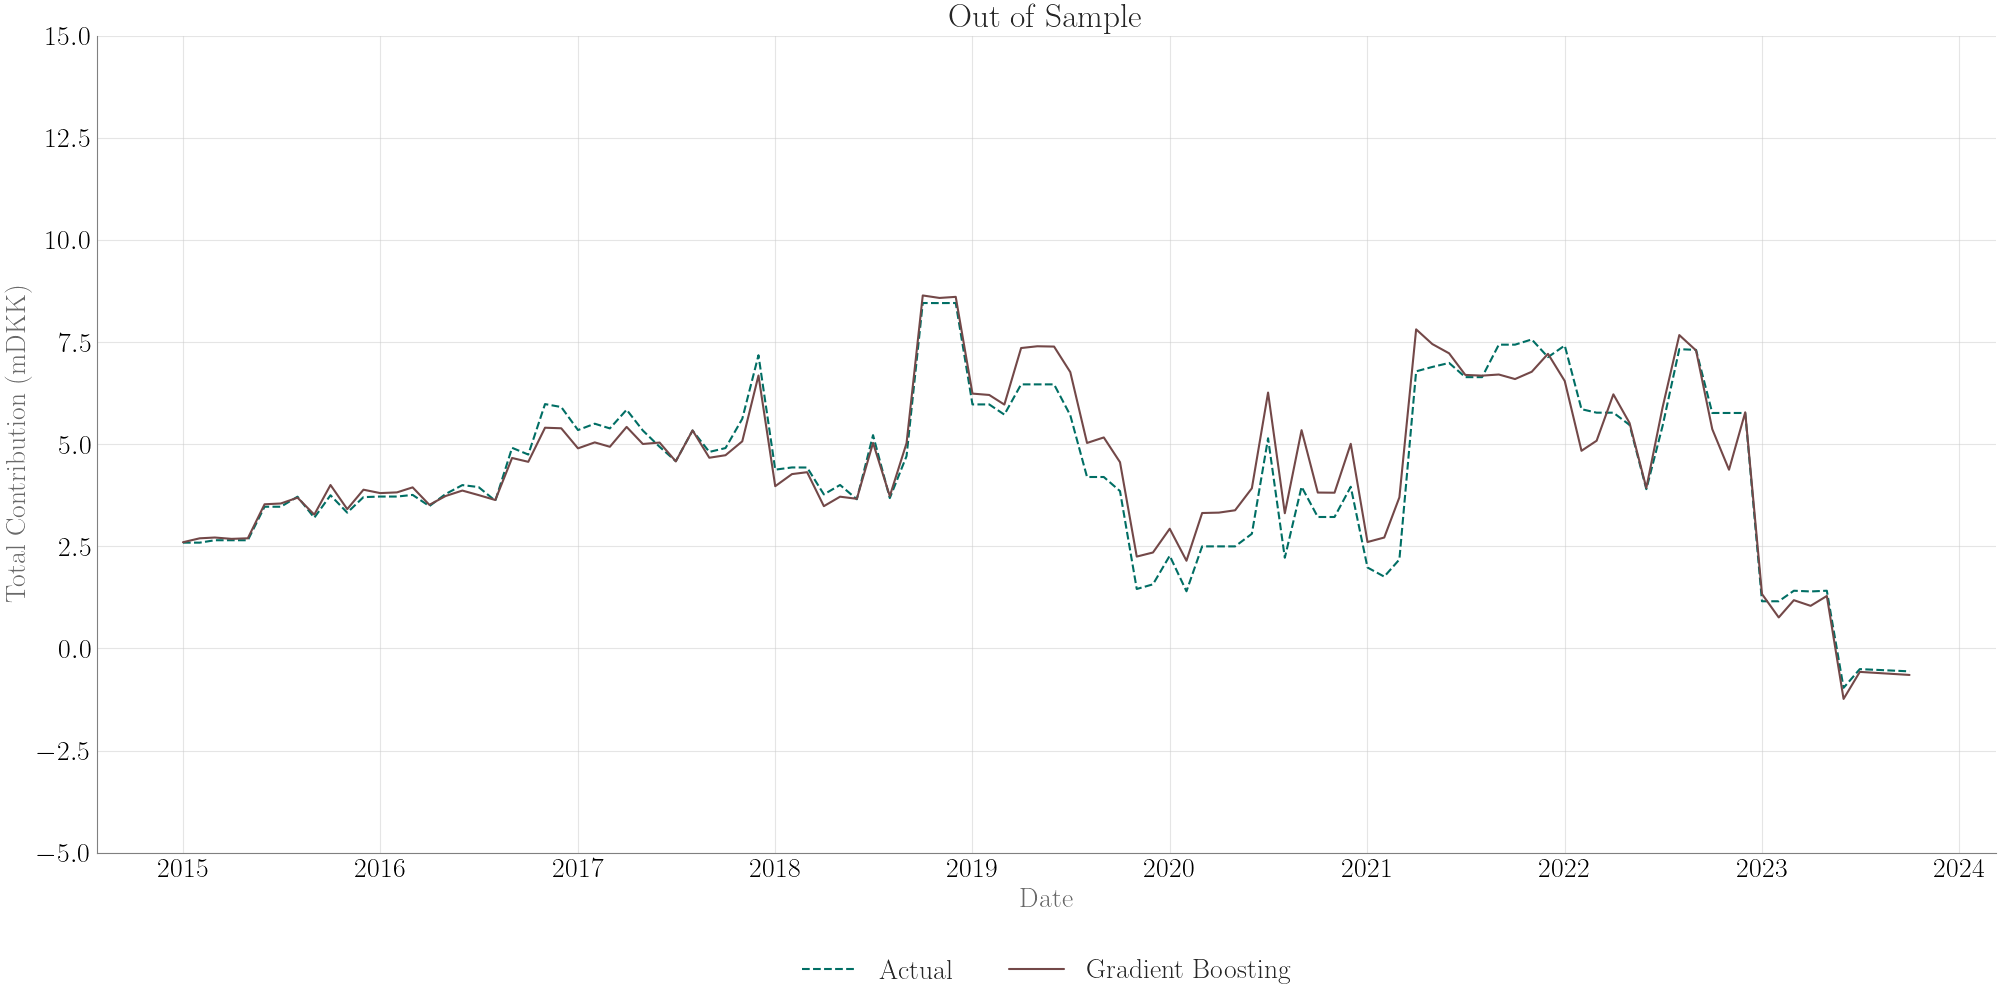 Out of Sample
Total Contribution (mDKK)
15.0
12.5
10.0
7.5
5.0
2.5
0.0
−2.5
−5.0
2015 2016 2017 2018 2019 2020 2021 2022 2023 2024
Date
Actual Gradient Boosting